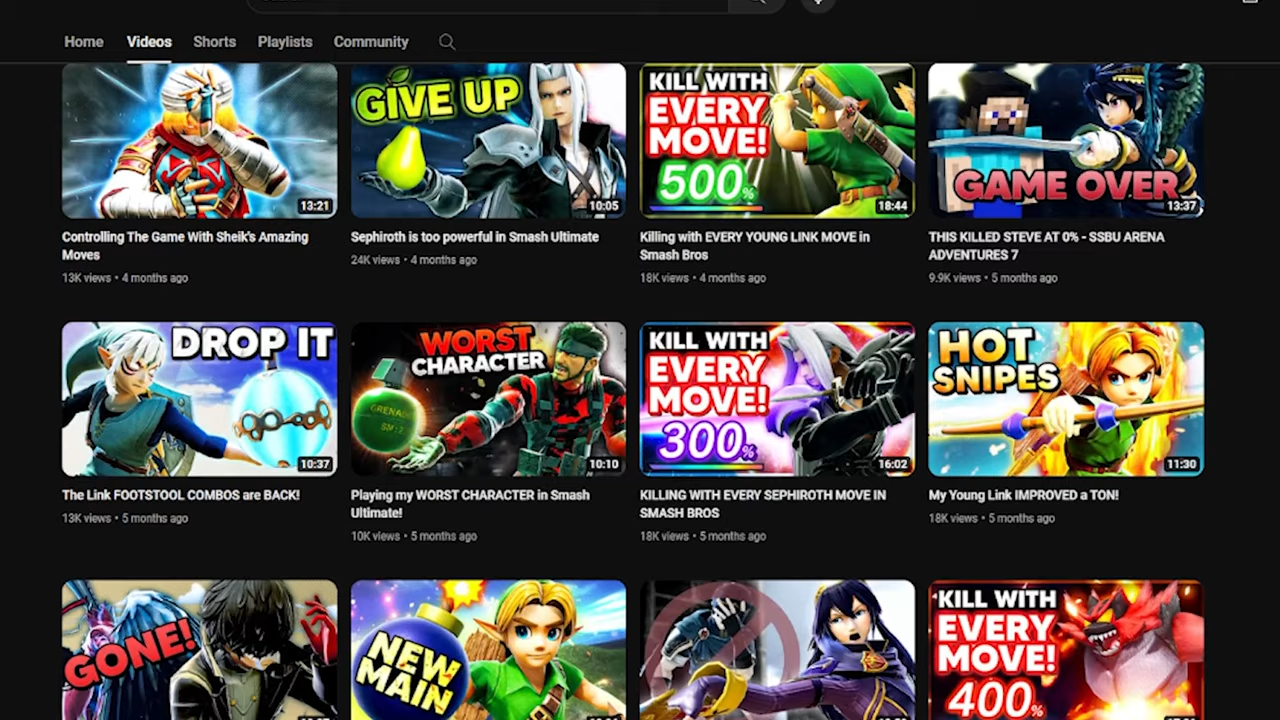 Home Videos Shorts Playlists Community
13:21
GIVE UP
10:05
KILL WITH
EVERY
MOVE!
500%
18:44
GAME OVER
13:37
Controlling The Game With Sheik's Amazing
Moves
13K views • 4 months ago
Sephiroth is too powerful in Smash Ultimate
24K views • 4 months ago
Killing with EVERY YOUNG LINK MOVE in
Smash Bros
18K views • 4 months ago
THIS KILLED STEVE AT 0% - SSBU ARENA
ADVENTURES 7
9.9K views • 5 months ago
DROP IT
10:37
WORST
CHARACTER
10:10
KILL WITH
EVERY
MOVE!
300%
16:02
HOT
SNIPES
11:30
The Link FOOTSTOOL COMBOS are BACK!
13K views • 5 months ago
Playing my WORST CHARACTER in Smash
Ultimate!
10K views • 5 months ago
KILLING WITH EVERY SEPHIROTH MOVE IN
SMASH BROS
18K views • 5 months ago
My Young Link IMPROVED a TON!
18K views • 5 months ago
GONE!
NEW
MAIN
KILL WITH
EVERY
MOVE!
400%